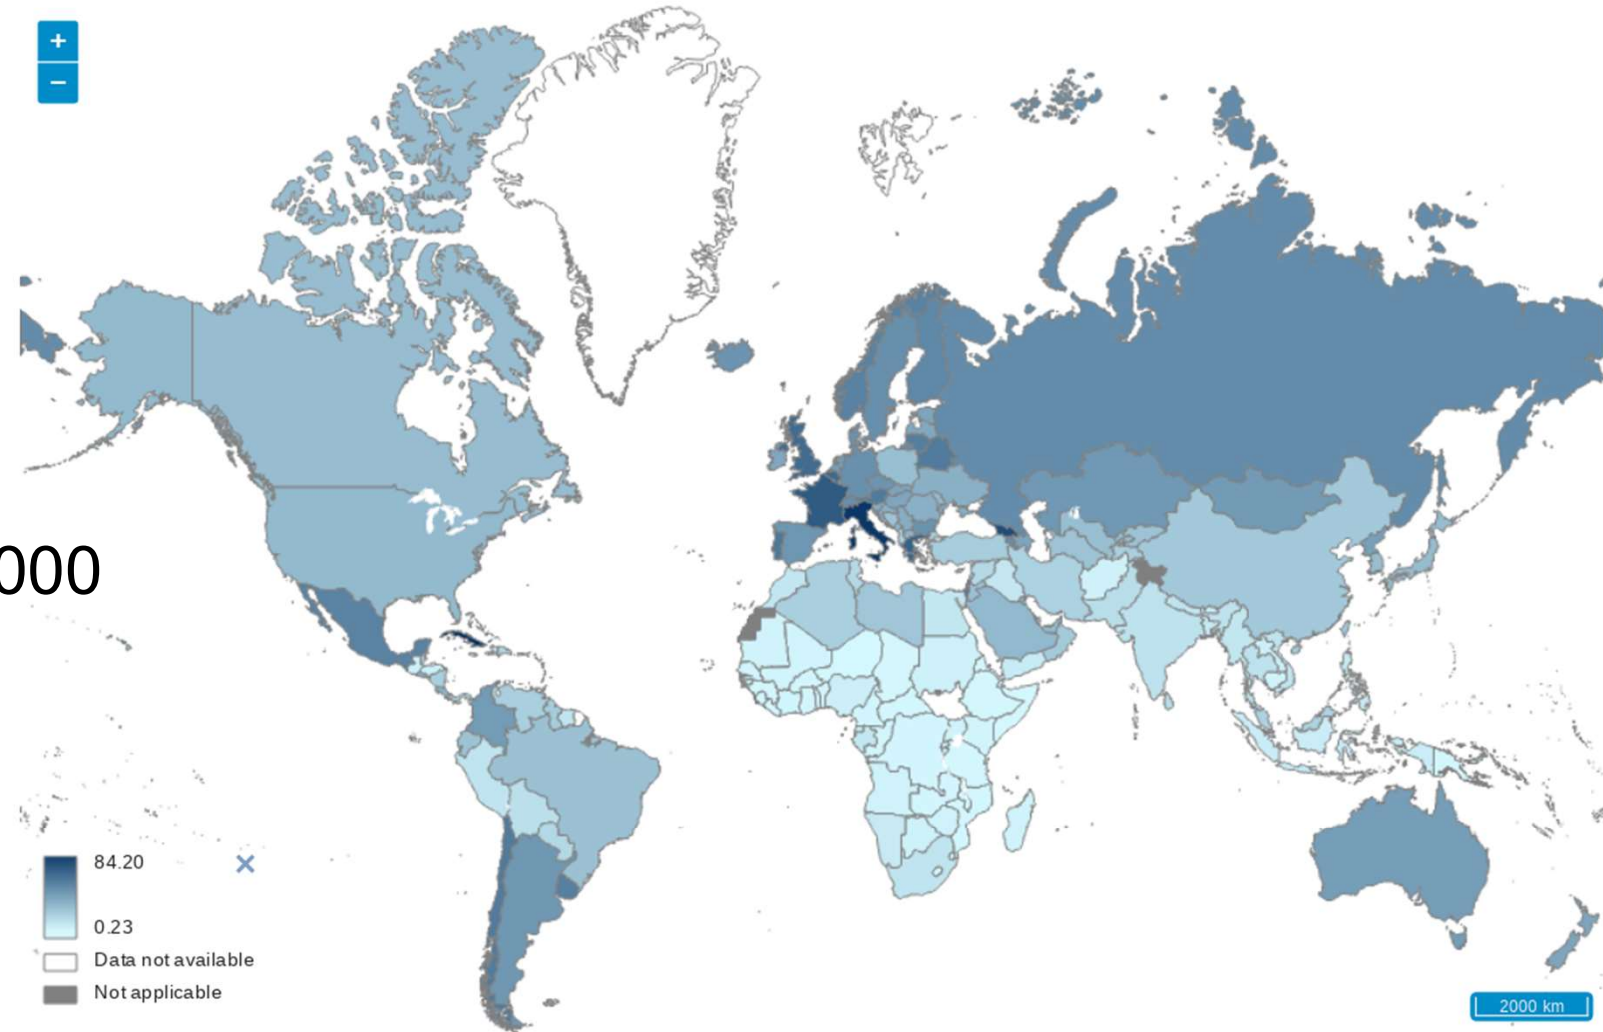 +
−
000
84.20
0.23
Data not available
Not applicable
2000 km